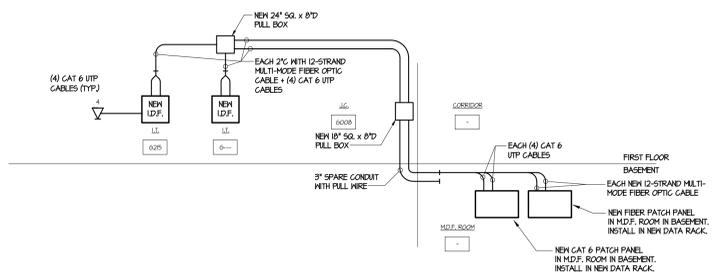 NEW 24" SQ. x 8"D
PULL BOX
EACH 2"C WITH 12-STRAND
MULTI-MODE FIBER OPTIC
CABLE + (4) CAT 6 UTP
CABLES
(4) CAT 6 UTP
CABLES (TYP.)
4
NEW
I.D.F.
NEW
I.D.F.
I.T.
6215
I.T.
6---
J.C.
6008
CORRIDOR
-
NEW 18" SQ. x 8"D
PULL BOX
EACH (4) CAT 6
UTP CABLES
FIRST FLOOR
BASEMENT
3" SPARE CONDUIT
WITH PULL WIRE
EACH NEW 12-STRAND MULTI-
MODE FIBER OPTIC CABLE
NEW FIBER PATCH PANEL
IN M.D.F. ROOM IN BASEMENT.
INSTALL IN NEW DATA RACK.
M.D.F. ROOM
-
NEW CAT 6 PATCH PANEL
IN M.D.F. ROOM IN BASEMENT.
INSTALL IN NEW DATA RACK.